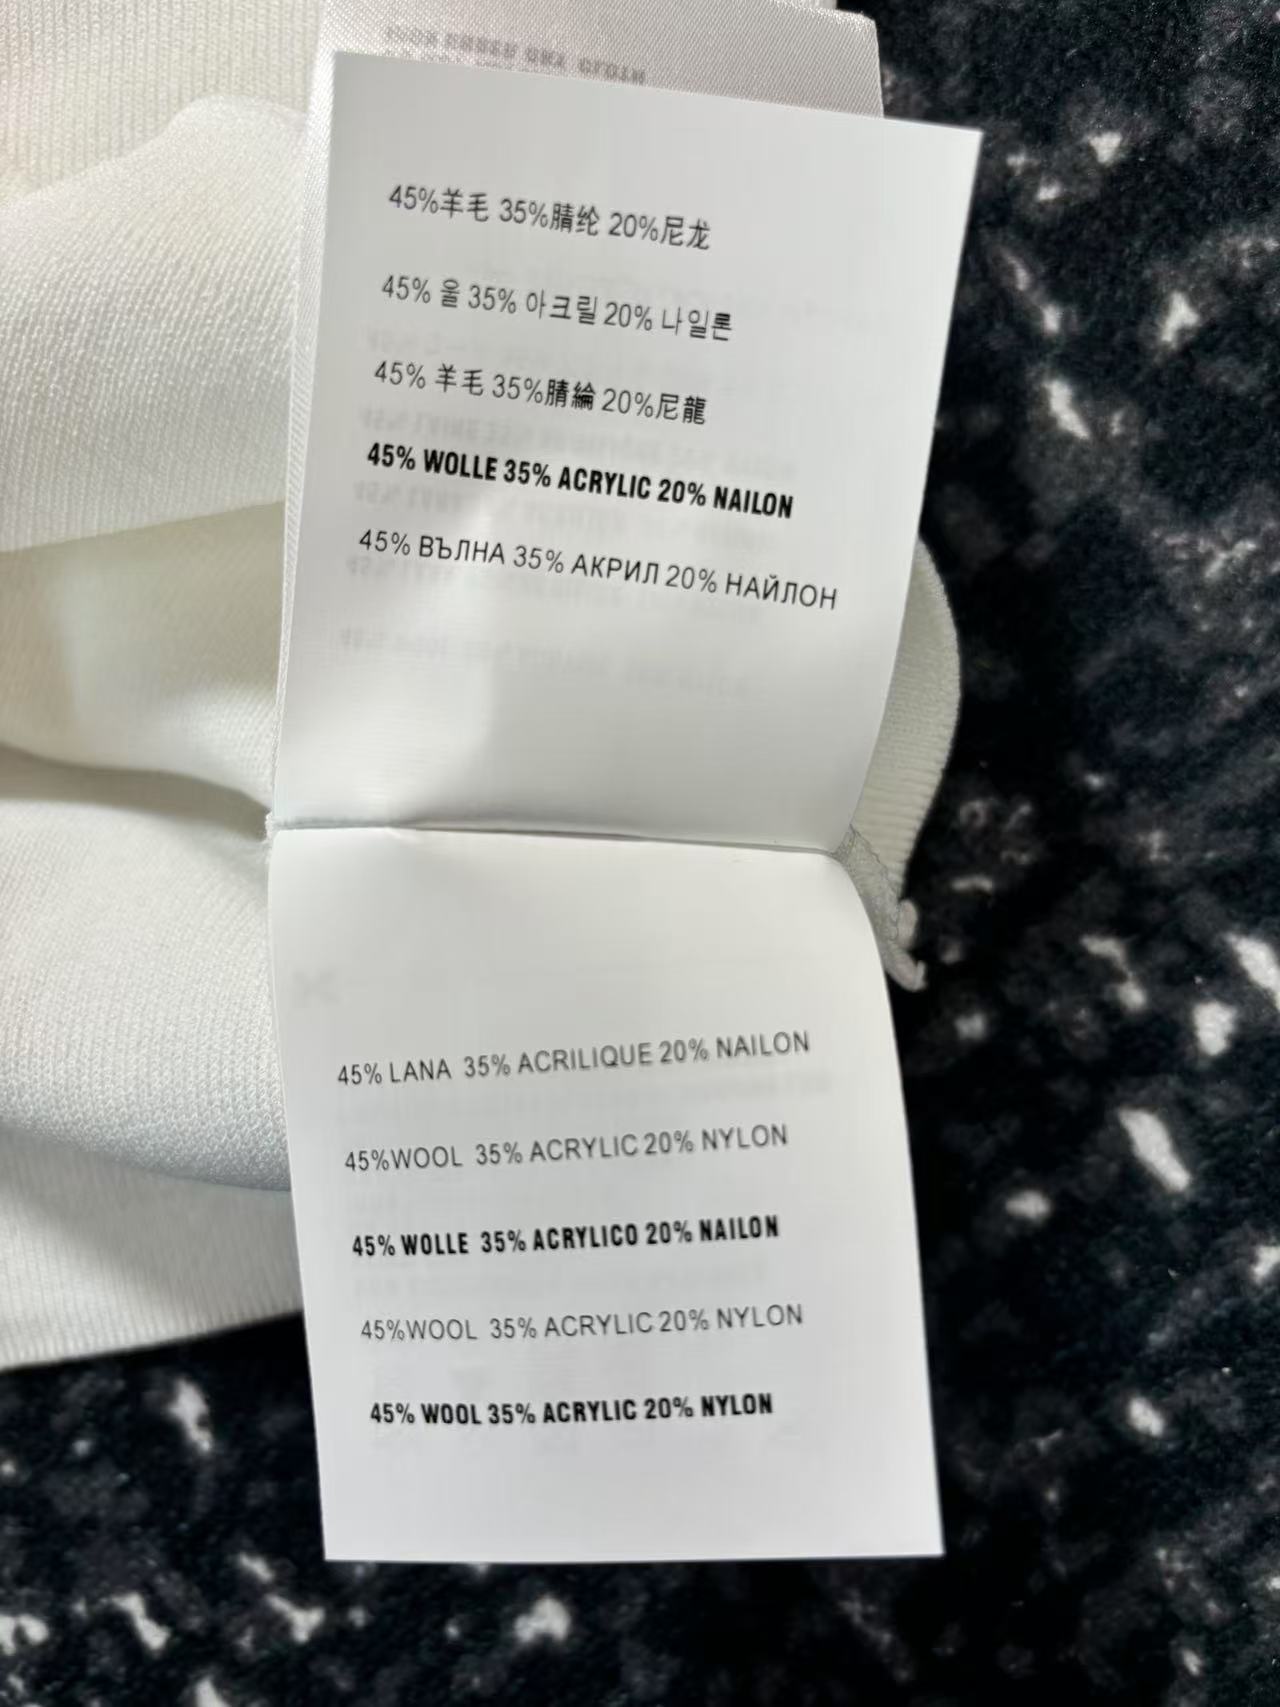 45%羊毛 35%腈纶 20%尼龙
45% 울 35% 아크릴 20% 나일론
45% 羊毛 35%腈綸 20%尼龍
45% WOLLE 35% ACRYLIC 20% NAILON
45% ВЪЛНА 35% АКРИЛ 20% НАЙЛОН
45% LANA 35% ACRILIQUE 20% NAILON
45%WOOL 35% ACRYLIC 20% NYLON
45% WOLLE 35% ACRYLICO 20% NAILON
45%WOOL 35% ACRYLIC 20% NYLON
45% WOOL 35% ACRYLIC 20% NYLON